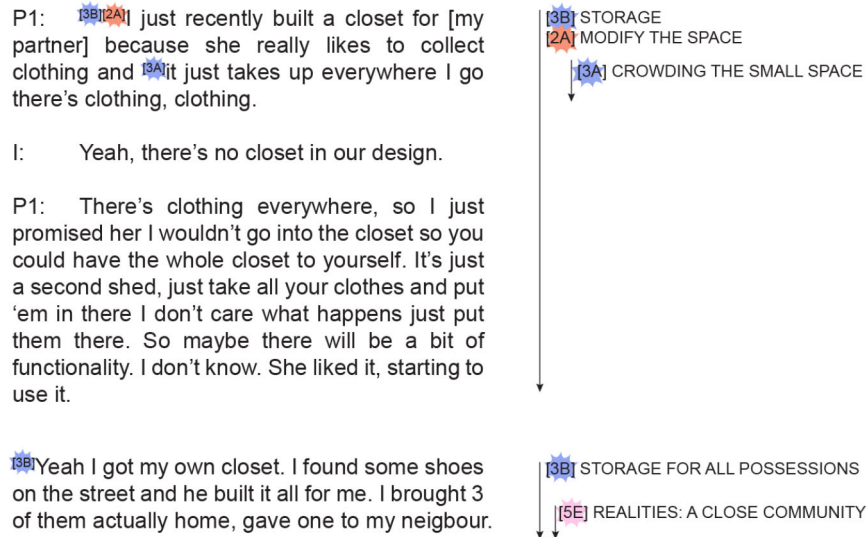 P1: [3B][2A]I just recently built a closet for [my
partner] because she really likes to collect
clothing and [3A]it just takes up everywhere I go
there's clothing, clothing.
I: Yeah, there's no closet in our design.
P1: There's clothing everywhere, so I just
promised her I wouldn't go into the closet so you
could have the whole closet to yourself. It's just
a second shed, just take all your clothes and put
'em in there I don't care what happens just put
them there. So maybe there will be a bit of
functionality. I don't know. She liked it, starting to
use it.
[3B]Yeah I got my own closet. I found some shoes
on the street and he built it all for me. I brought 3
of them actually home, gave one to my neigbour.
[3B] STORAGE
[2A] MODIFY THE SPACE
[3A] CROWDING THE SMALL SPACE
[3B] STORAGE FOR ALL POSSESSIONS
[5E] REALITIES: A CLOSE COMMUNITY